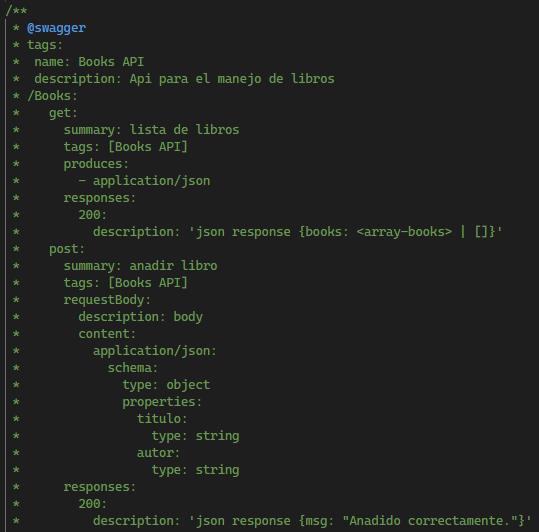 /**
 * @swagger
 * tags:
 *  name: Books API
 *  description: Api para el manejo de libros
 * /Books:
 *    get:
 *      summary: lista de libros
 *      tags: [Books API]
 *      produces:
 *        - application/json
 *      responses:
 *        200:
 *          description: 'json response {books: <array-books> | []}'
 *    post:
 *      summary: anadir libro
 *      tags: [Books API]
 *      requestBody:
 *        description: body
 *        content:
 *          application/json:
 *            schema:
 *              type: object
 *              properties:
 *                titulo:
 *                  type: string
 *                autor:
 *                  type: string
 *      responses:
 *        200:
 *          description: 'json response {msg: "Anadido correctamente."}'